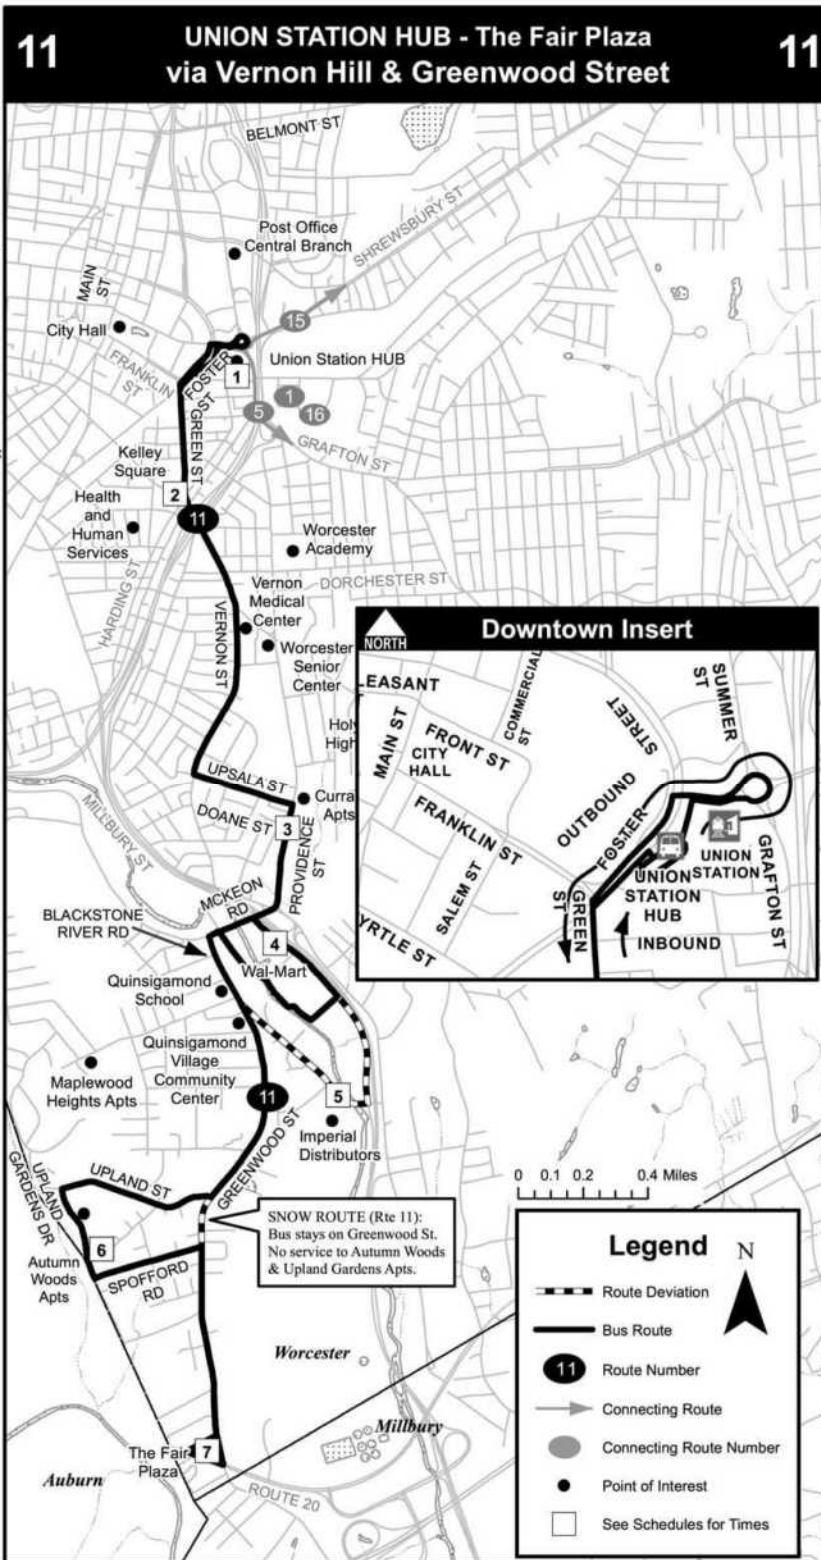 11
UNION STATION HUB - The Fair Plaza
via Vernon Hill & Greenwood Street
11
BELMONT ST
Post Office
Central Branch
SHREWSBURY ST
MAIN
ST
City Hall
15
FRANKLIN
ST
FOSTER
ST
1
Union Station HUB
1
5
16
GREEN ST
GRAFTON ST
Kelley
Square
2
11
Health
and
Human
Services
Worcester
Academy
DORCHESTER ST
HARDING ST
Vernon
Medical
Center
VERNON ST
Worcester
Senior
Center
Holy
High
UPSALA ST
Curra
Apts
DOANE ST
3
PROVIDENCE
ST
MILLBURY ST
MCKEON
RD
BLACKSTONE
RIVER RD
4
Wal-Mart
Quinsigamond
School
Quinsigamond
Village
Community
Center
Maplewood
Heights Apts
11
5
Imperial
Distributors
GREENWOOD ST
UPLAND ST
UPLAND
GARDENS DR
6
Autumn
Woods
Apts
SPOFFORD
RD
SNOW ROUTE (Rte 11):
Bus stays on Greenwood St.
No service to Autumn Woods
& Upland Gardens Apts.
Worcester
Millbury
The Fair
Plaza
7
Auburn
ROUTE 20
NORTH
Downtown Insert
LEASANT
MAIN ST
COMMERCIAL
ST
STREET
SUMMER
ST
FRONT ST
CITY
HALL
OUTBOUND
FRANKLIN ST
FOSTER
SALEM ST
UNION
STATION
UNION
STATION
HUB
GRAFTON ST
GREEN
ST
YRTLE ST
INBOUND
0 0.1 0.2 0.4 Miles
Legend
N
Route Deviation
Bus Route
11 Route Number
Connecting Route
Connecting Route Number
Point of Interest
See Schedules for Times